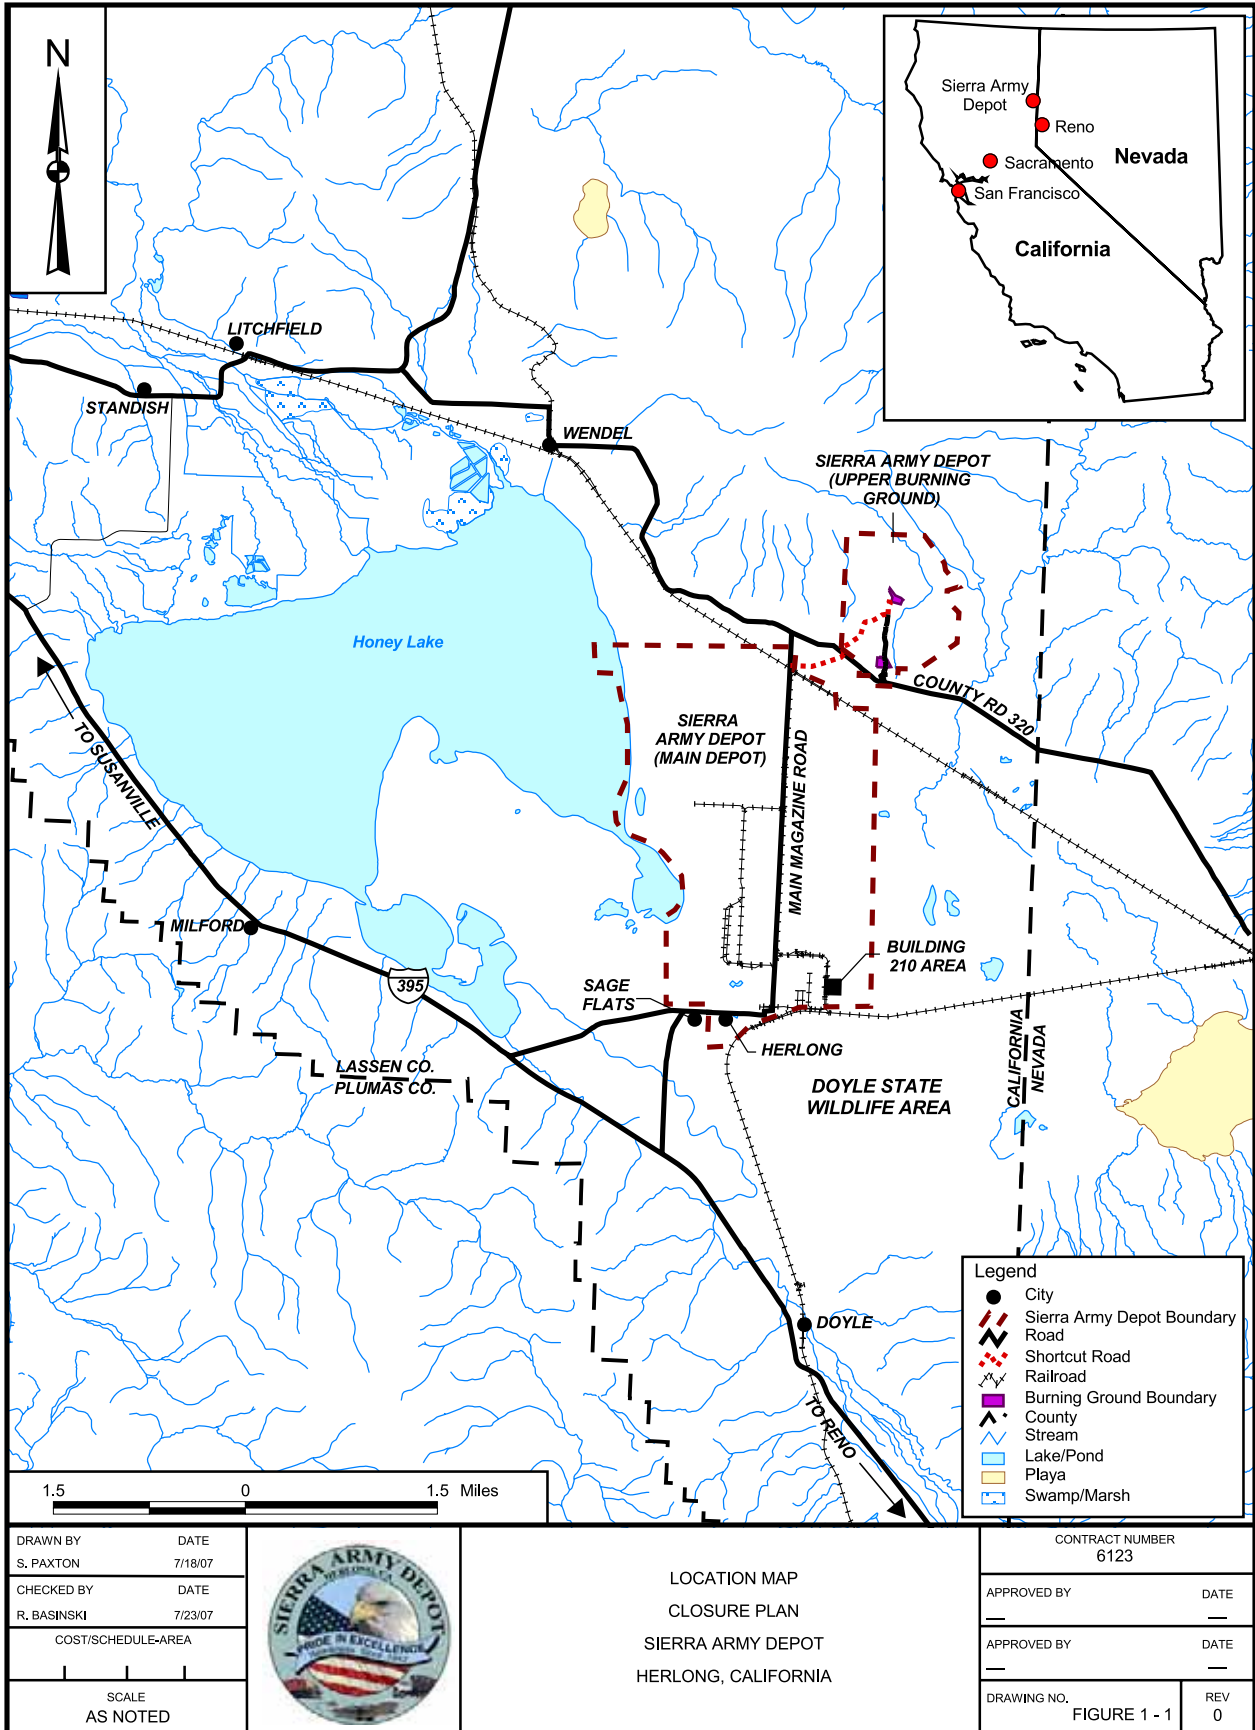 N
Sierra Army
Depot
Reno
Sacramento
Nevada
San Francisco
California
LITCHFIELD
STANDISH
WENDEL
SIERRA ARMY DEPOT
(UPPER BURNING
GROUND)
Honey Lake
COUNTY RD 320
SIERRA
ARMY DEPOT
(MAIN DEPOT)
MAIN MAGAZINE ROAD
TO SUSANVILLE
MILFORD
395
BUILDING
210 AREA
SAGE
FLATS
HERLONG
LASSEN CO.
PLUMAS CO.
DOYLE STATE
WILDLIFE AREA
CALIFORNIA
NEVADA
DOYLE
TO RENO
Legend
City
Sierra Army Depot Boundary
Road
Shortcut Road
Railroad
Burning Ground Boundary
County
Stream
Lake/Pond
Playa
Swamp/Marsh
1.5 0 1.5 Miles
DRAWN BY DATE
S. PAXTON 7/18/07
CHECKED BY DATE
R. BASINSKI 7/23/07
COST/SCHEDULE-AREA
SCALE
AS NOTED
SIERRA ARMY DEPOT
HERLONG, CA
PRIDE IN EXCELLENCE
LOCATION MAP
CLOSURE PLAN
SIERRA ARMY DEPOT
HERLONG, CALIFORNIA
CONTRACT NUMBER
6123
APPROVED BY DATE
APPROVED BY DATE
DRAWING NO. REV
FIGURE 1 - 1 0